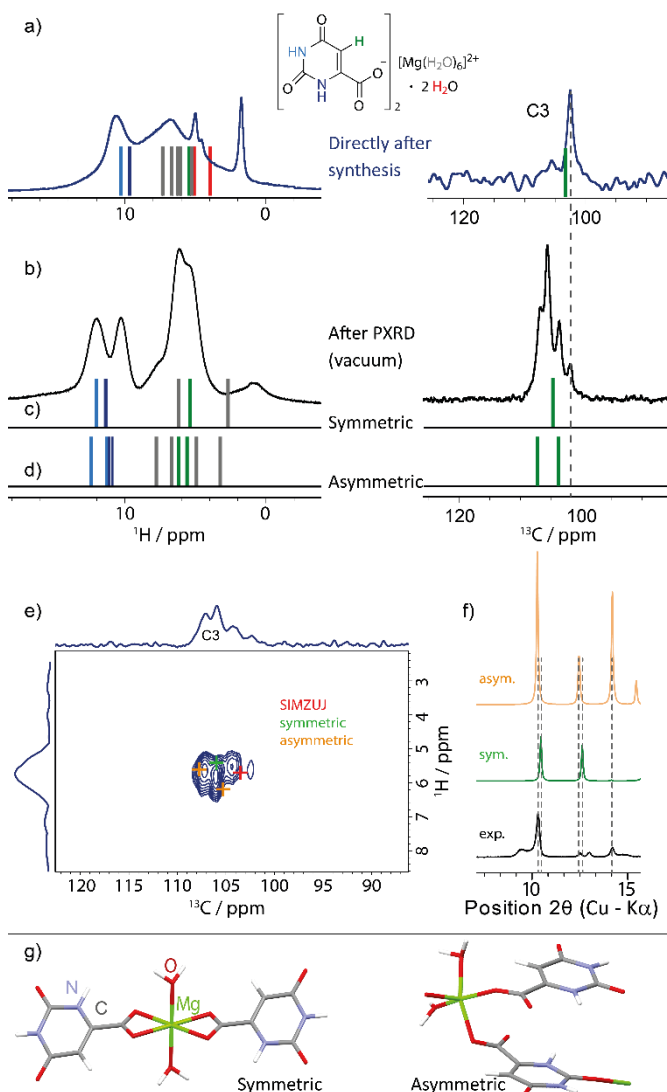 a)
O
H
HN
O
N
H
O
O⁻
2
[Mg(H₂O)₆]²⁺
· 2 H₂O
Directly after
synthesis
C3
10
0
120
100
b)
After PXRD
(vacuum)
c)
Symmetric
d)
Asymmetric
10
0
¹H / ppm
120
100
¹³C / ppm
e)
C3
SIMZUJ
symmetric
asymmetric
3
4
5
6
7
8
¹H / ppm
120
115
110
105
100
95
90
¹³C / ppm
f)
asym.
sym.
exp.
10
15
Position 2θ (Cu - Kα)
g)
O
N
Mg
C
Symmetric
Asymmetric